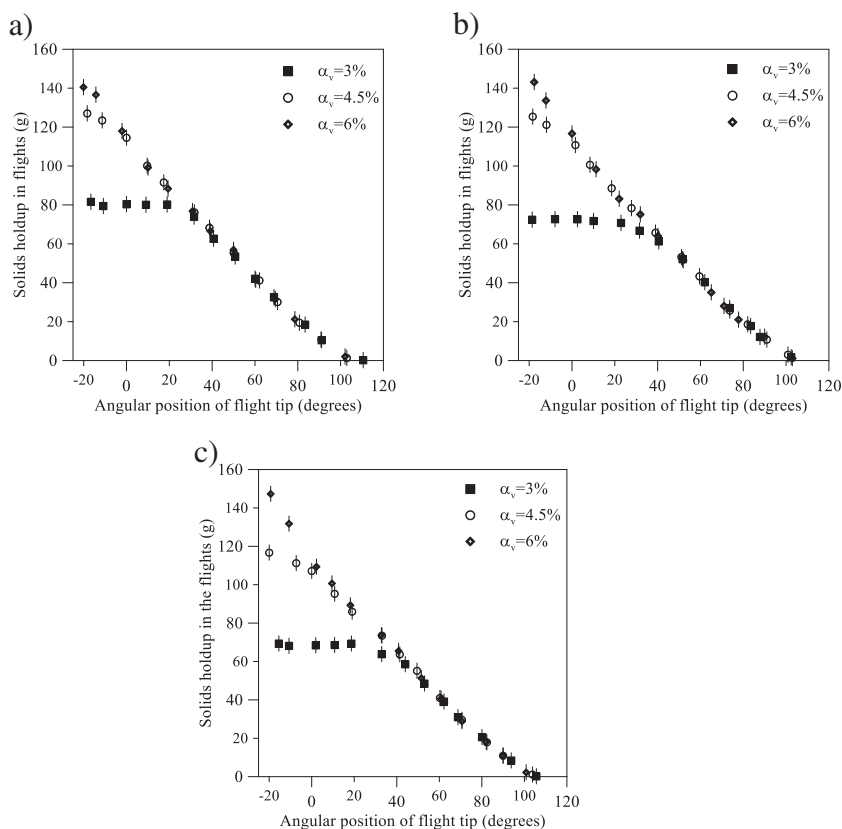 a)
160
140
120
100
80
60
40
20
0
Solids holdup in flights (g)
αv=3%
αv=4.5%
αv=6%
-20 0 20 40 60 80 100 120
Angular position of flight tip (degrees)
b)
160
140
120
100
80
60
40
20
0
Solids holdup in flights (g)
αv=3%
αv=4.5%
αv=6%
-20 0 20 40 60 80 100 120
Angular position of flight tip (degrees)
c)
160
140
120
100
80
60
40
20
0
Solids holdup in the flights (g)
αv=3%
αv=4.5%
αv=6%
-20 0 20 40 60 80 100 120
Angular position of flight tip (degrees)